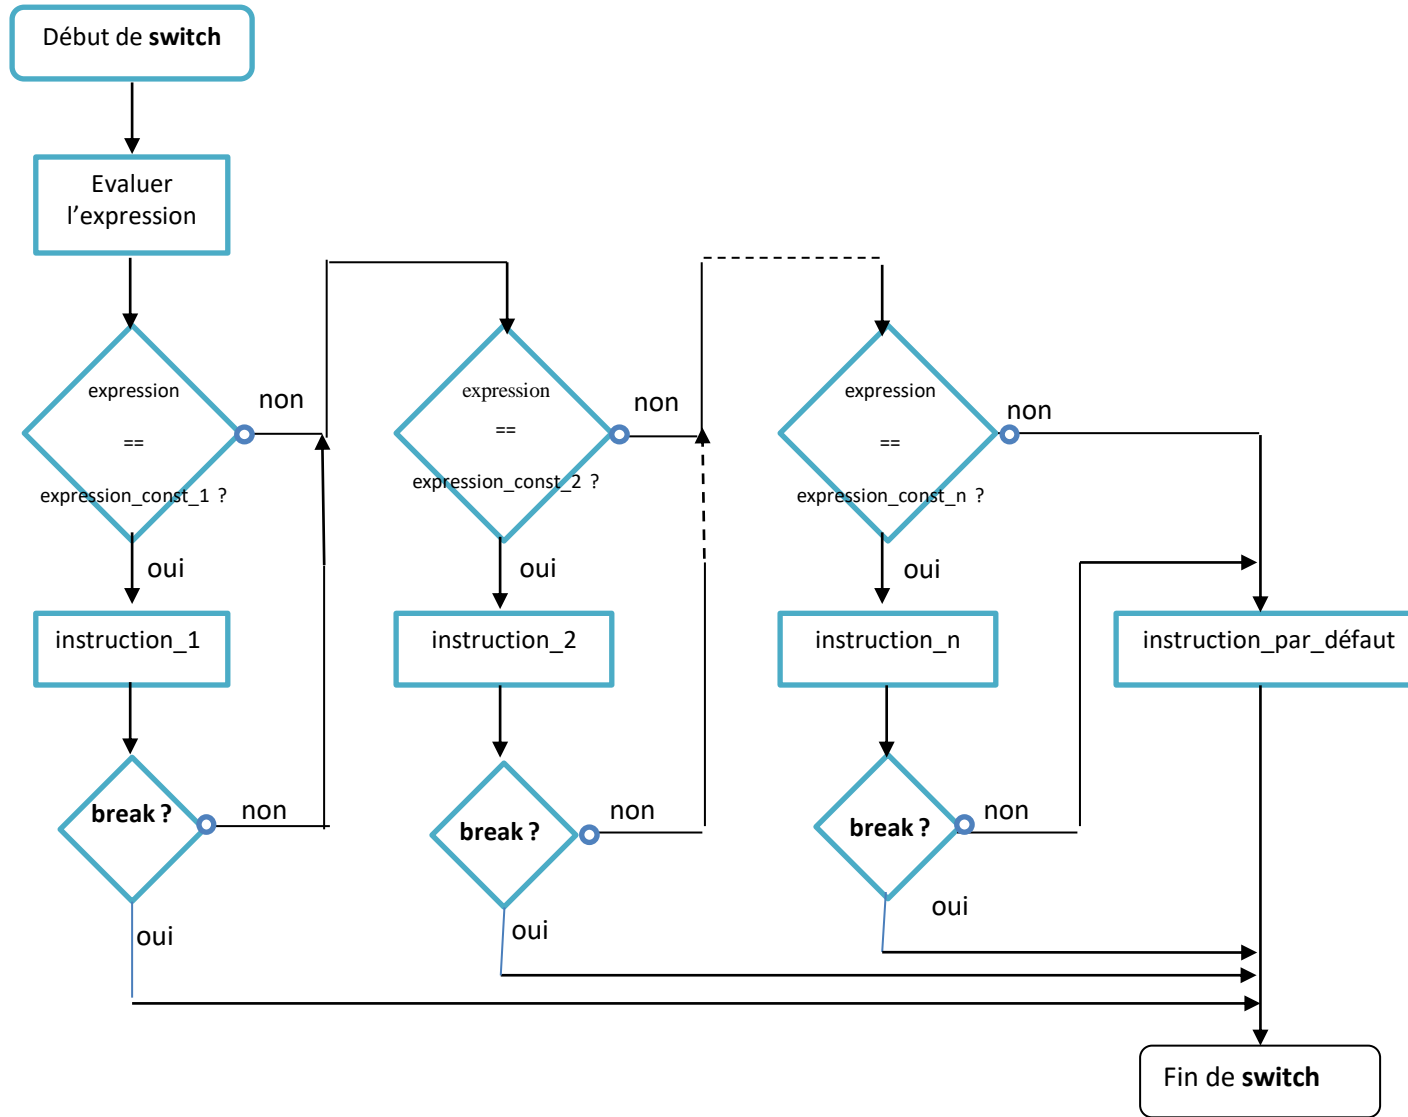 Début de switch
Evaluer
l’expression
expression
==
expression_const_1 ?
non
expression
==
expression_const_2 ?
non
expression
==
expression_const_n ?
non
oui
oui
oui
instruction_1
instruction_2
instruction_n
instruction_par_défaut
break ?
non
break ?
non
break ?
non
oui
oui
oui
Fin de switch